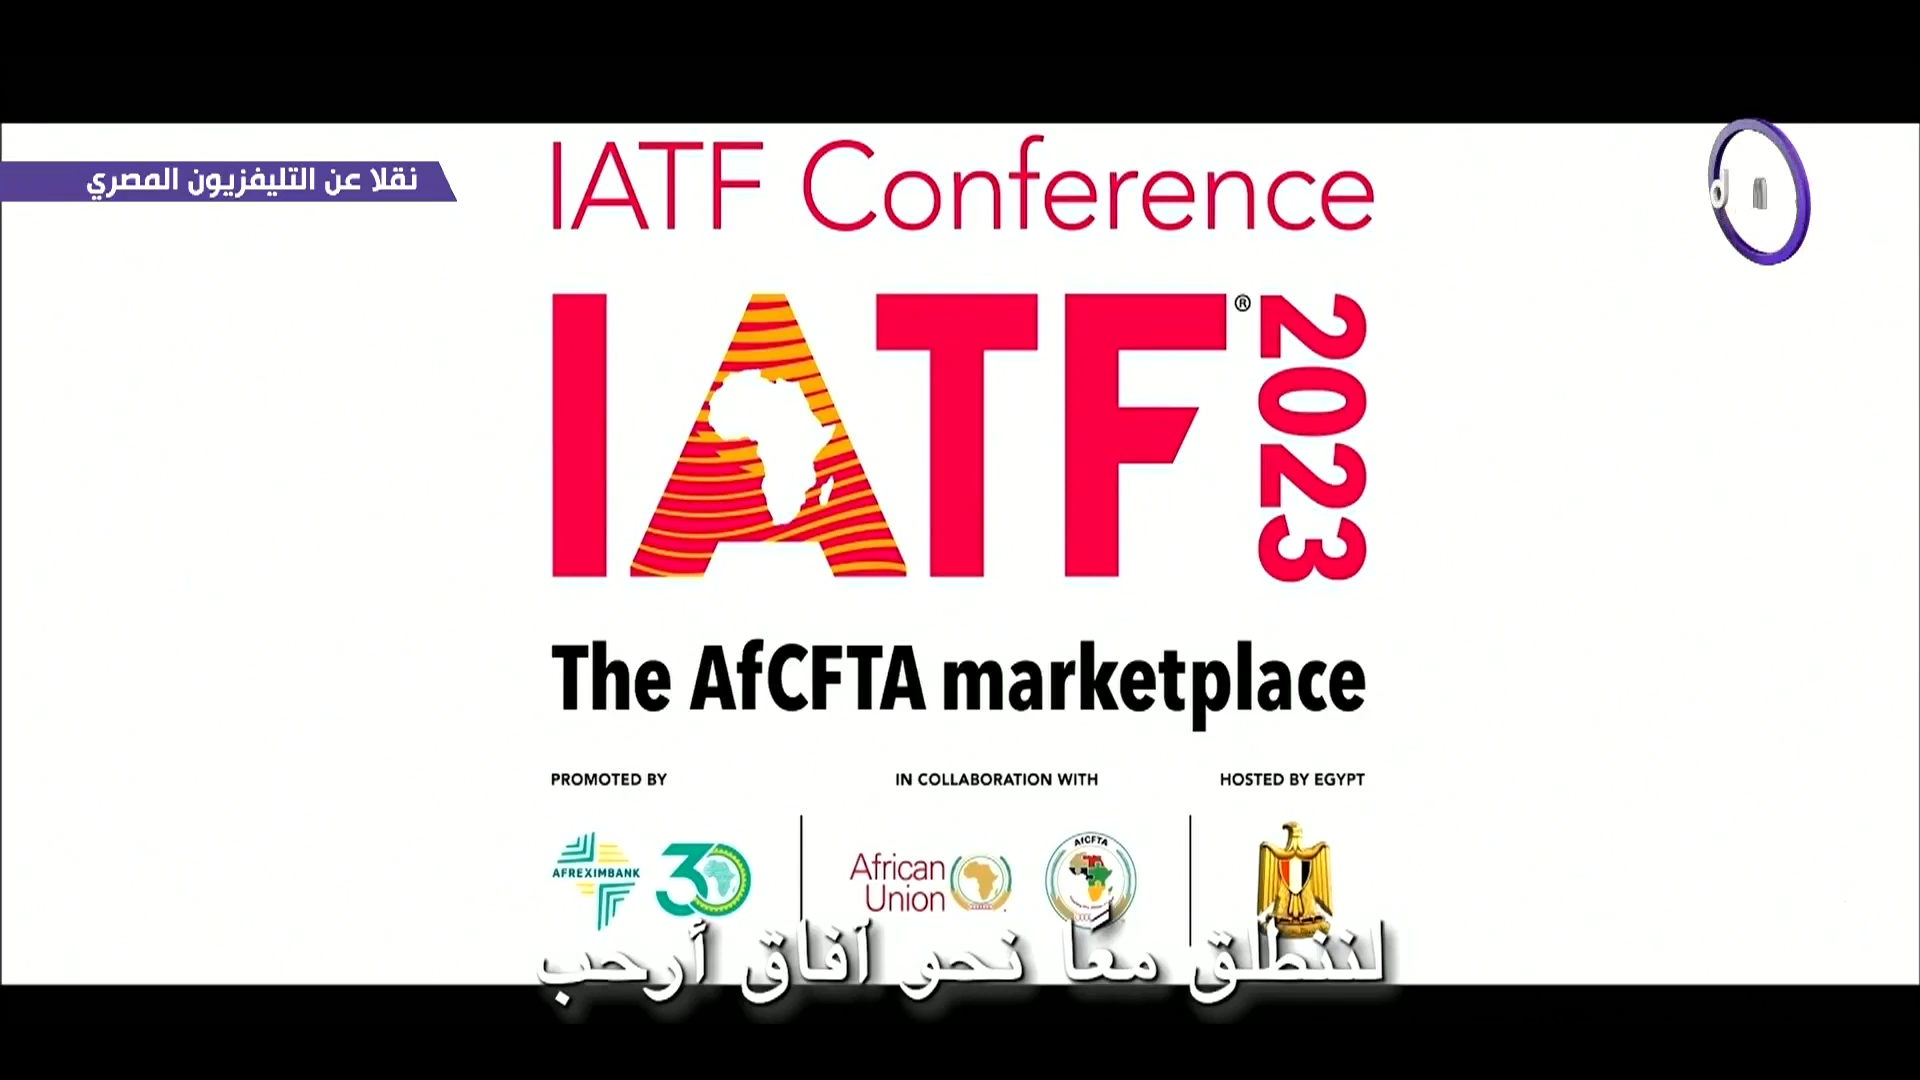 IATF Conference
نقلا عن التليفزيون المصري
IATF® 2023
The AfCFTA marketplace
PROMOTED BY
IN COLLABORATION WITH
HOSTED BY EGYPT
AFREXIMBANK
30
African
Union
AfCFTA
لننطلق معًا نحو آفاق أرحب